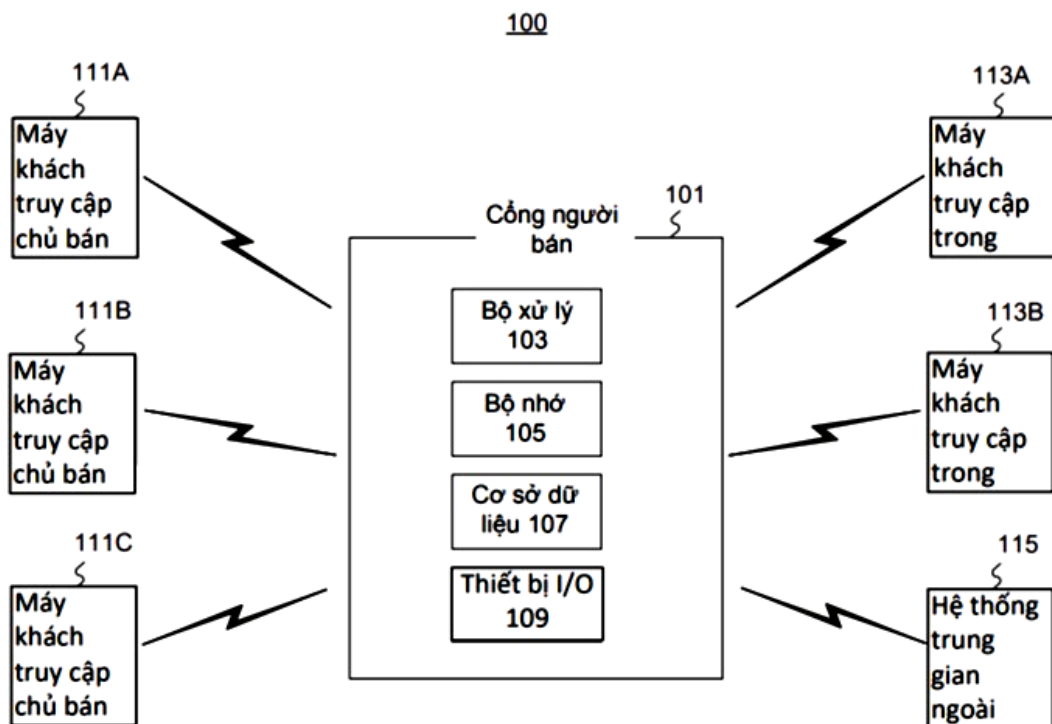 100
111A
Máy
khách
truy cập
chủ bán
111B
Máy
khách
truy cập
chủ bán
111C
Máy
khách
truy cập
chủ bán
101
Cổng người
bán
Bộ xử lý
103
Bộ nhớ
105
Cơ sở dữ
liệu 107
Thiết bị I/O
109
113A
Máy
khách
truy cập
trong
113B
Máy
khách
truy cập
trong
115
Hệ thống
trung
gian
ngoài